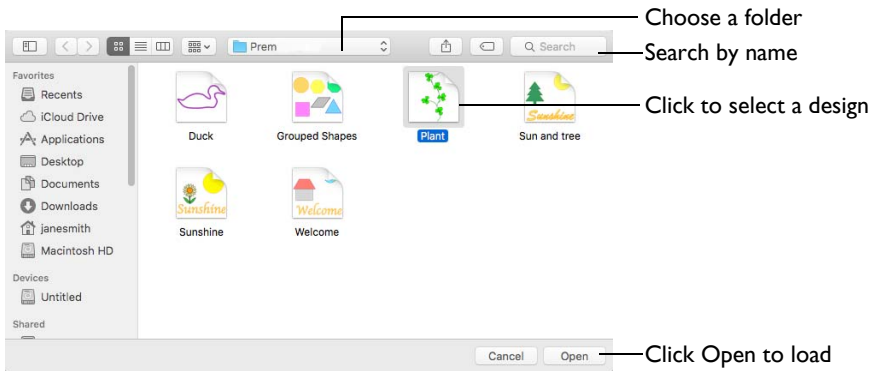 Choose a folder
Prem
Search
Search by name
Favorites
Recents
iCloud Drive
Applications
Desktop
Documents
Downloads
janesmith
Macintosh HD
Devices
Untitled
Shared
Click to select a design
Duck
Grouped Shapes
Plant
Sunshine
Sun and tree
Sunshine
Sunshine
Welcome
Welcome
Cancel
Open
Click Open to load